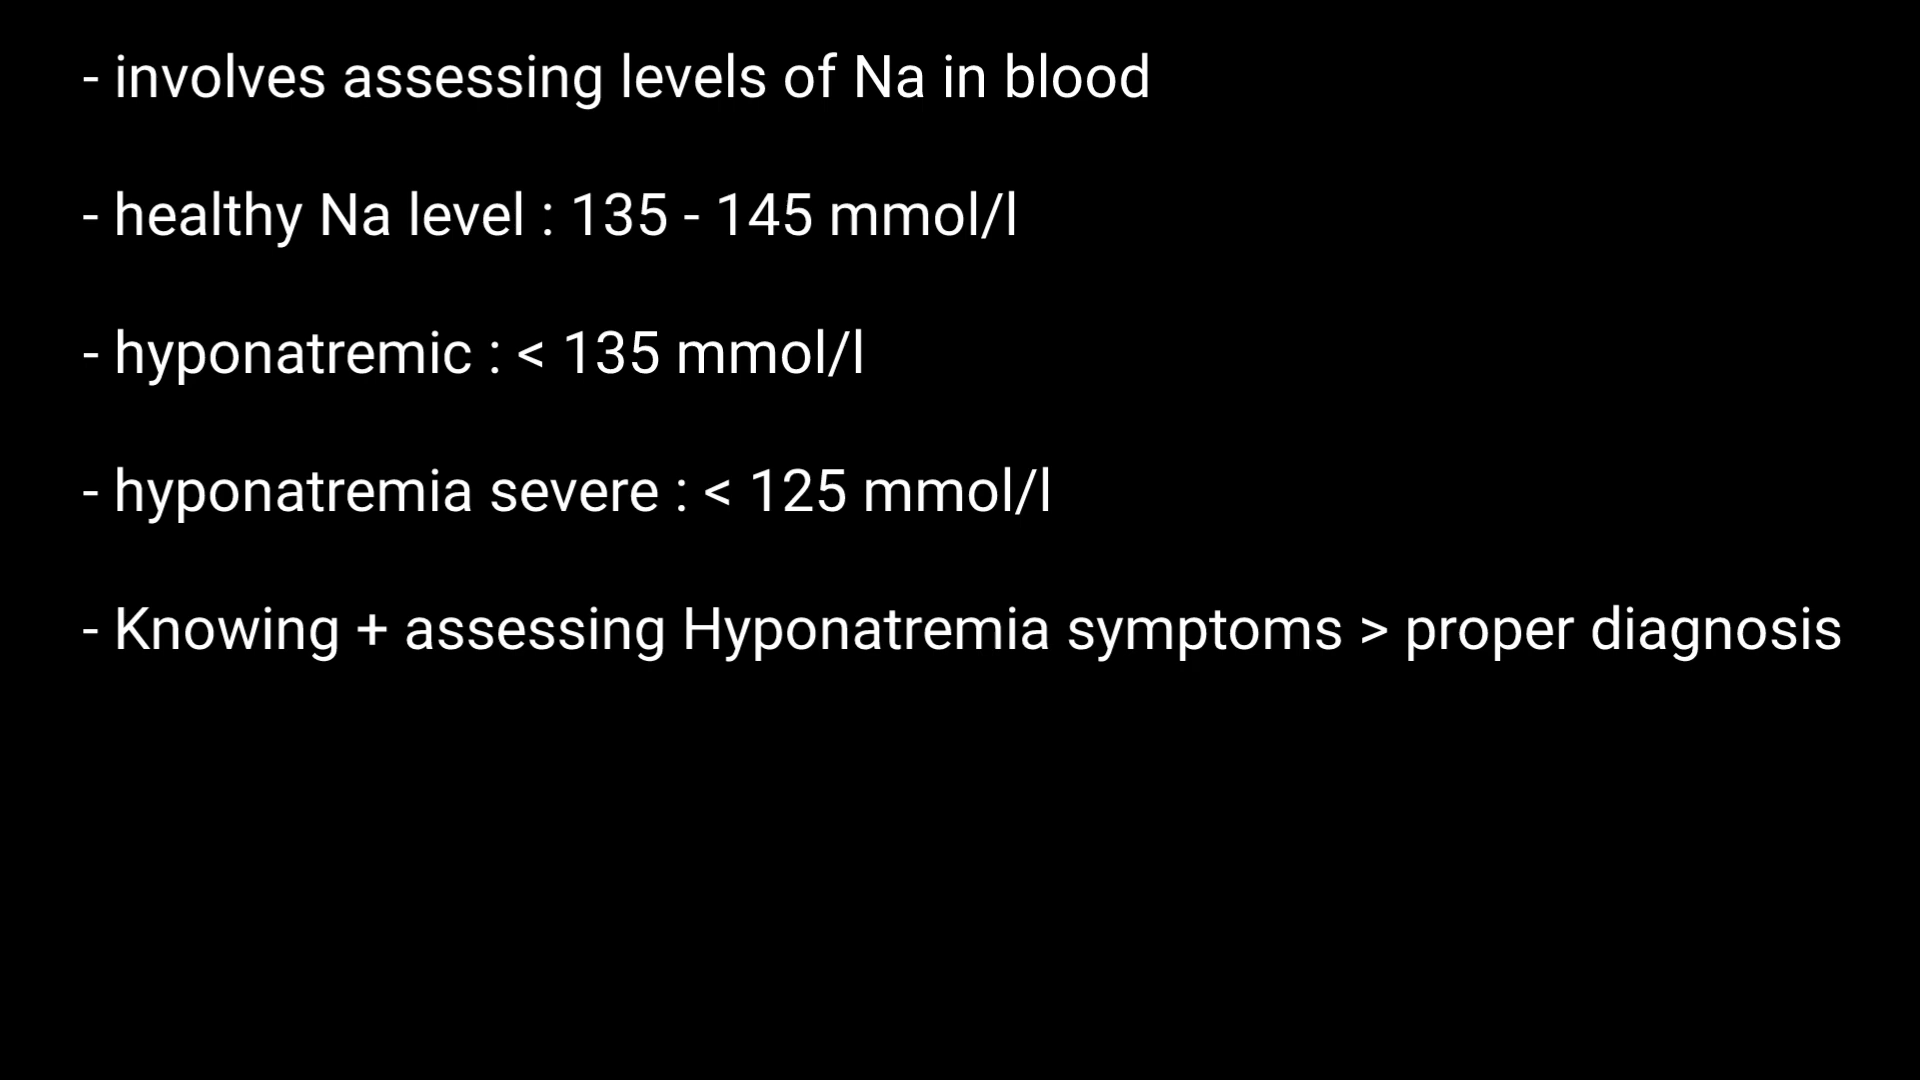 - involves assessing levels of Na in blood
- healthy Na level : 135 - 145 mmol/l
- hyponatremic : < 135 mmol/l
- hyponatremia severe : < 125 mmol/l
- Knowing + assessing Hyponatremia symptoms > proper diagnosis